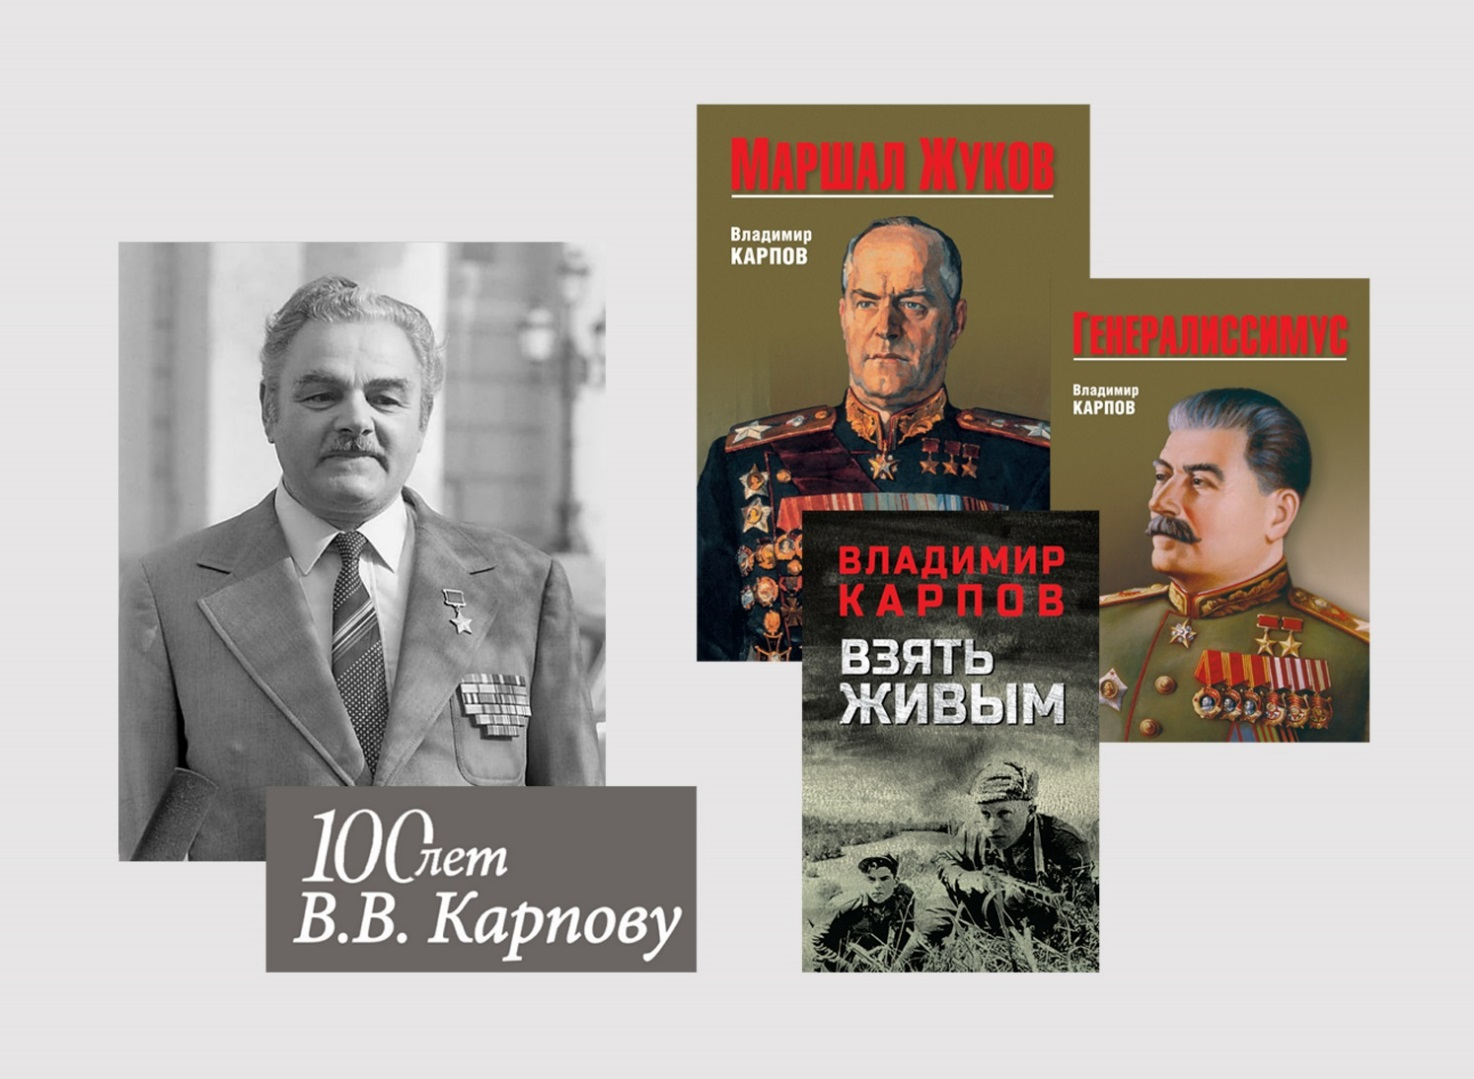 МАРШАЛ ЖУКОВ
Владимир
КАРПОВ
ГЕНЕРАЛИССИМУС
Владимир
КАРПОВ
ВЛАДИМИР
КАРПОВ
ВЗЯТЬ
ЖИВЫМ
100 лет
В.В. Карпову